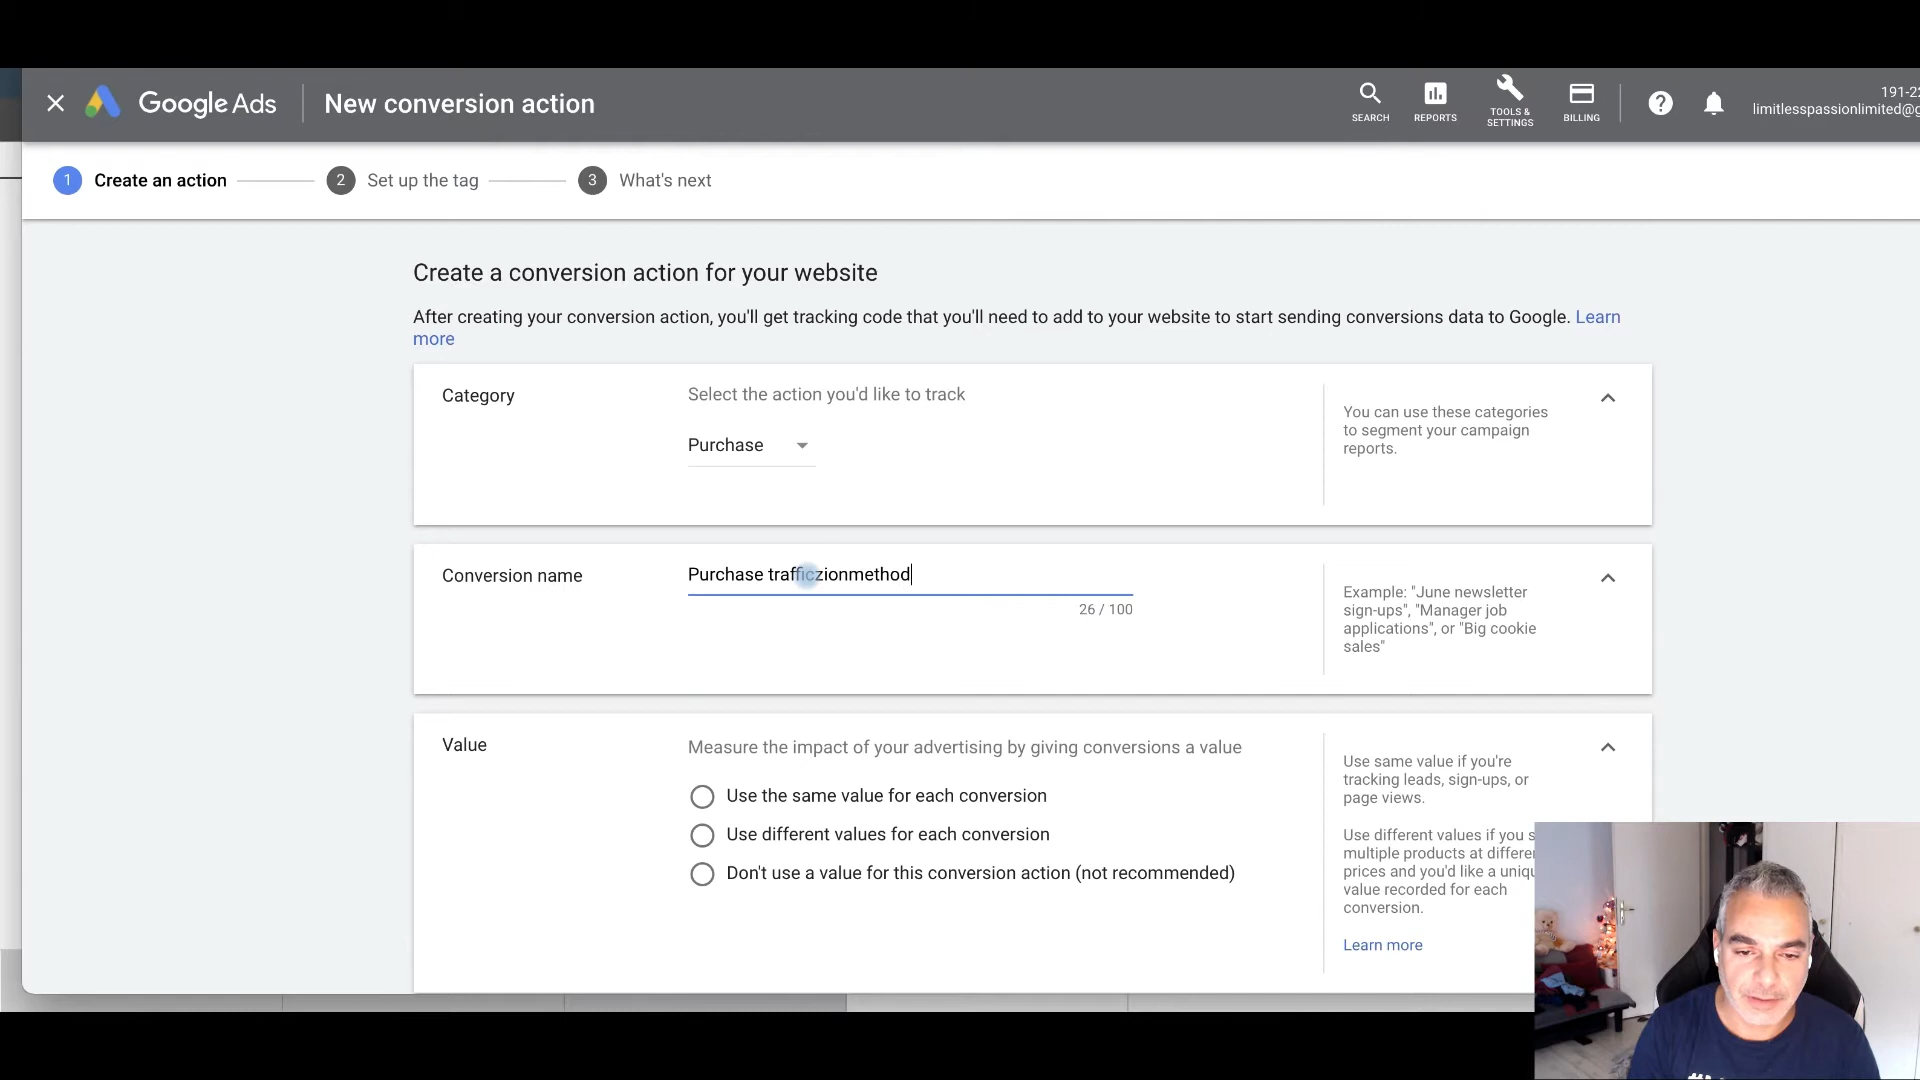 Google Ads
New conversion action
SEARCH
REPORTS
TOOLS &
SETTINGS
BILLING
191-22
limitlesspassionlimited@g
1 Create an action
2 Set up the tag
3 What's next
Create a conversion action for your website
After creating your conversion action, you'll get tracking code that you'll need to add to your website to start sending conversions data to Google. Learn
more
Category
Select the action you'd like to track
Purchase
You can use these categories
to segment your campaign
reports.
Conversion name
Purchase trafficzionmethod
26 / 100
Example: "June newsletter
sign-ups", "Manager job
applications", or "Big cookie
sales"
Value
Measure the impact of your advertising by giving conversions a value
Use the same value for each conversion
Use different values for each conversion
Don't use a value for this conversion action (not recommended)
Use same value if you're
tracking leads, sign-ups, or
page views.
Use different values if you s
multiple products at differe
prices and you'd like a uniq
value recorded for each
conversion.
Learn more